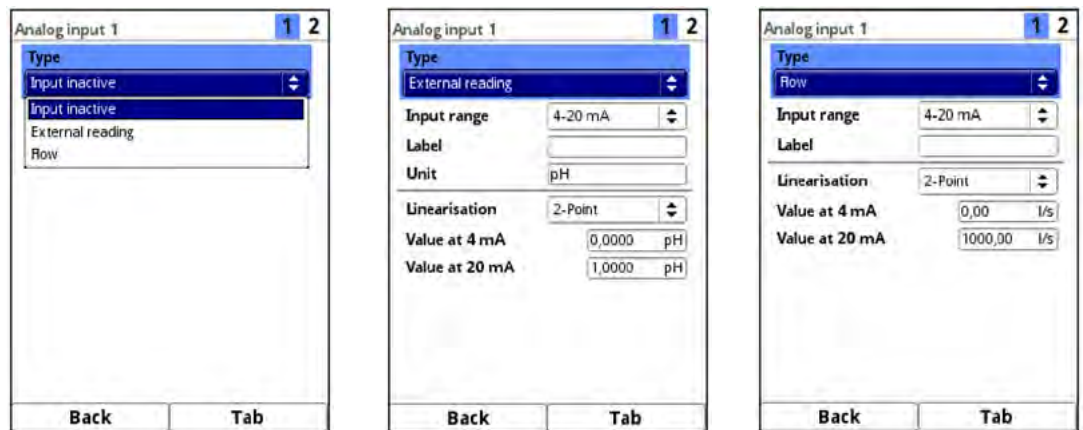 Analog input 1 1 2
Type
Input inactive
Input inactive
External reading
Flow
Back Tab
Analog input 1 1 2
Type
External reading
Input range 4-20 mA
Label
Unit pH
Linearisation 2-Point
Value at 4 mA 0,0000 pH
Value at 20 mA 1,0000 pH
Back Tab
Analog input 1 1 2
Type
Flow
Input range 4-20 mA
Label
Linearisation 2-Point
Value at 4 mA 0,00 l/s
Value at 20 mA 1000,00 l/s
Back Tab